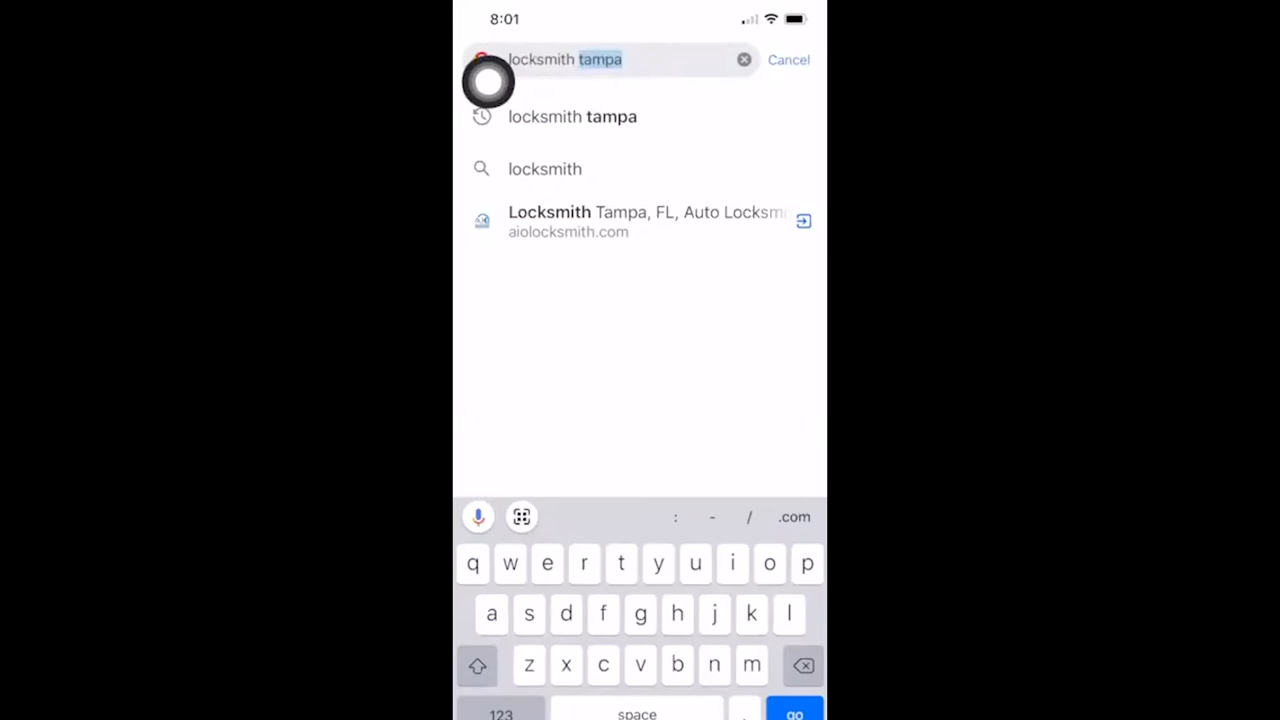 8:01
locksmith tampa
Cancel
locksmith tampa
locksmith
Locksmith Tampa, FL, Auto Locksm
aiolocksmith.com
: - / .com
q w e r t y u i o p
a s d f g h j k l
z x c v b n m
123 space . go